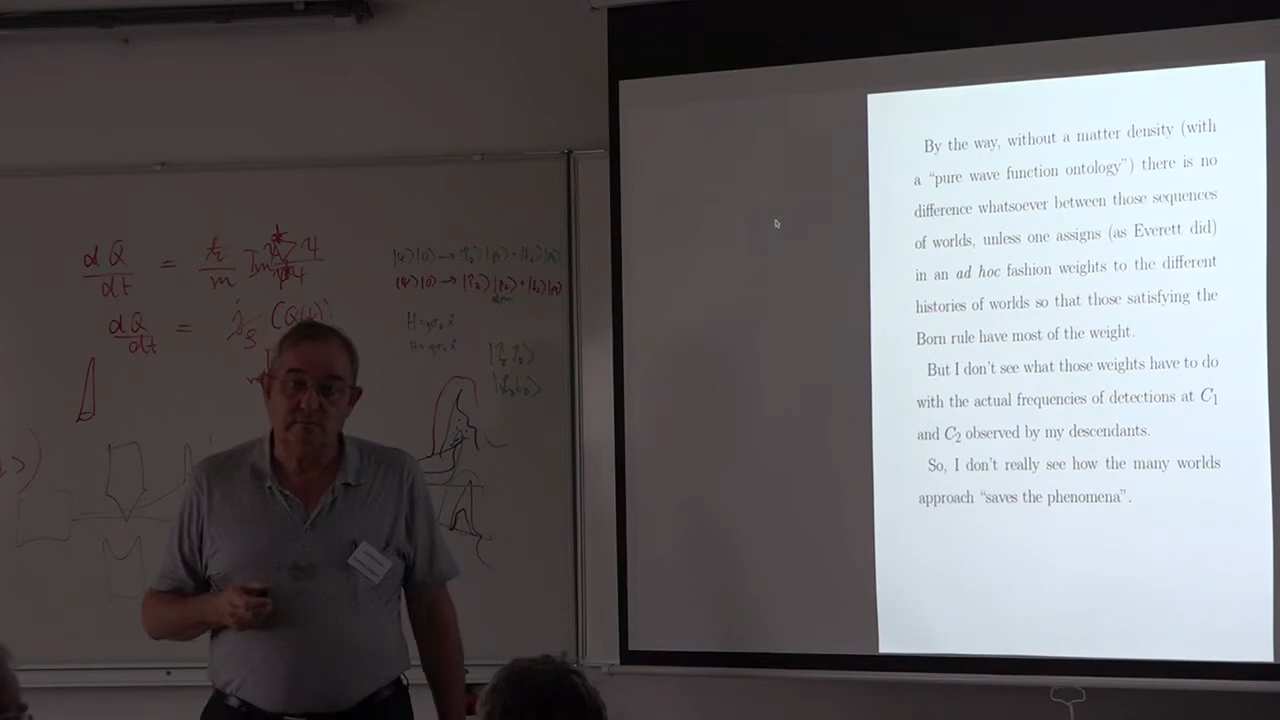 dQ
dt
=
ħ
m
Im
dQ
dt
=
(Q(t))
H = gσ
H = gσ
By the way, without a matter density (with
a “pure wave function ontology”) there is no
difference whatsoever between those sequences
of worlds, unless one assigns (as Everett did)
in an ad hoc fashion weights to the different
histories of worlds so that those satisfying the
Born rule have most of the weight.
But I don’t see what those weights have to do
with the actual frequencies of detections at C₁
and C₂ observed by my descendants.
So, I don’t really see how the many worlds
approach “saves the phenomena”.